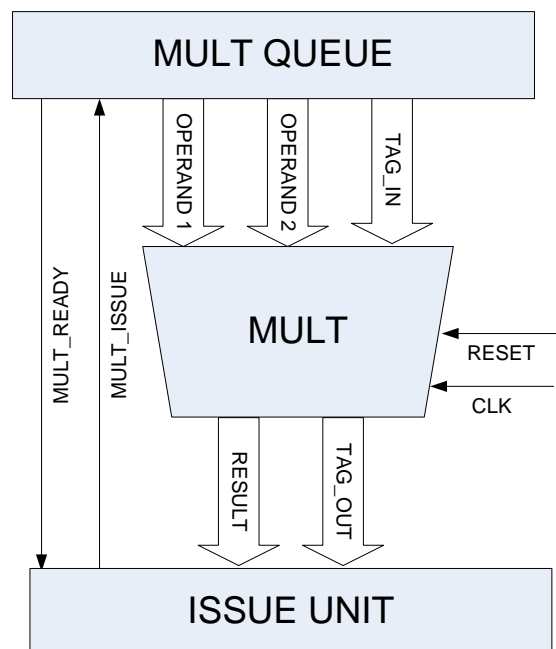 MULT QUEUE
OPERAND 1
OPERAND 2
TAG_IN
MULT_READY
MULT_ISSUE
MULT
RESET
CLK
RESULT
TAG_OUT
ISSUE UNIT